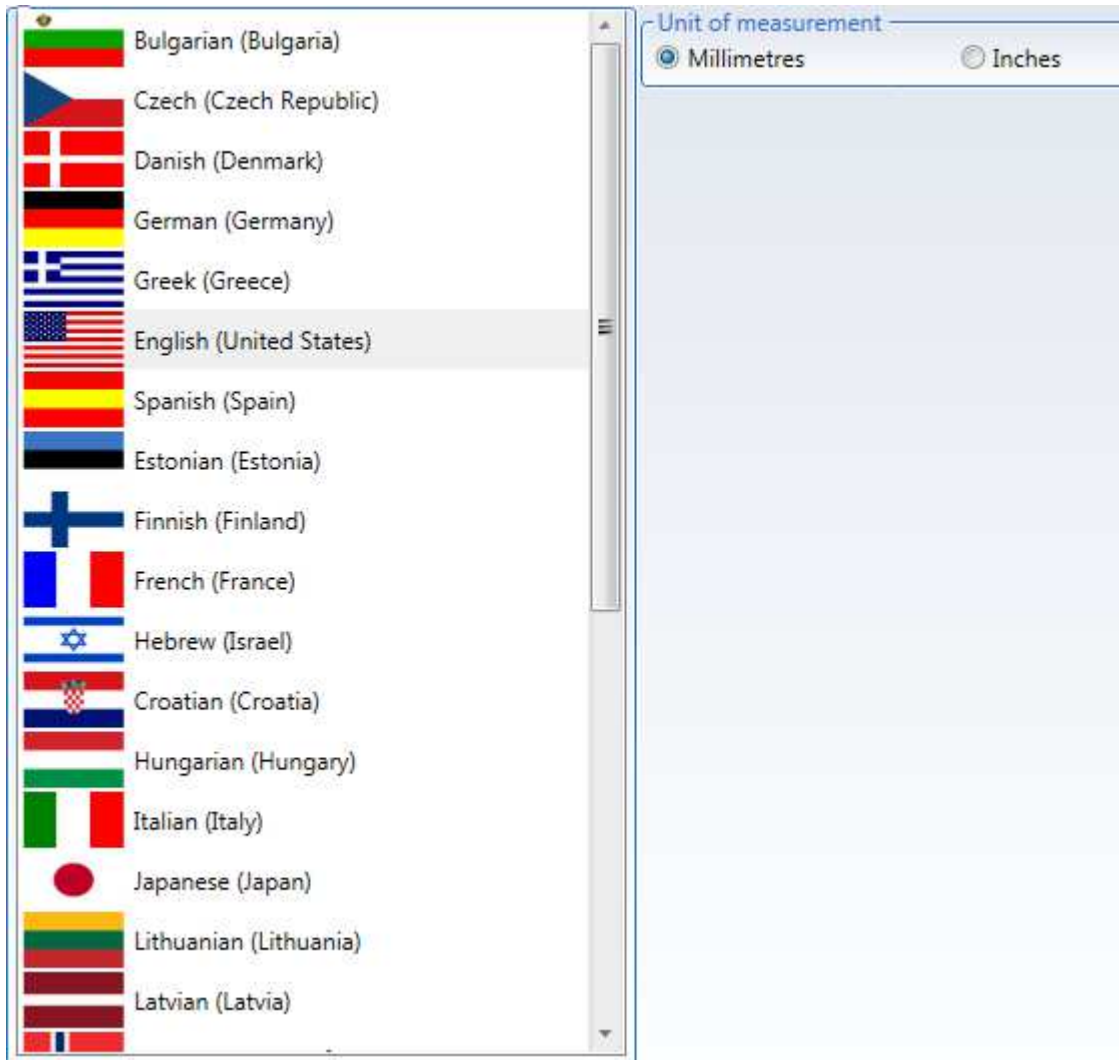 Bulgarian (Bulgaria)
Czech (Czech Republic)
Danish (Denmark)
German (Germany)
Greek (Greece)
English (United States)
Spanish (Spain)
Estonian (Estonia)
Finnish (Finland)
French (France)
Hebrew (Israel)
Croatian (Croatia)
Hungarian (Hungary)
Italian (Italy)
Japanese (Japan)
Lithuanian (Lithuania)
Latvian (Latvia)
Unit of measurement
Millimetres Inches